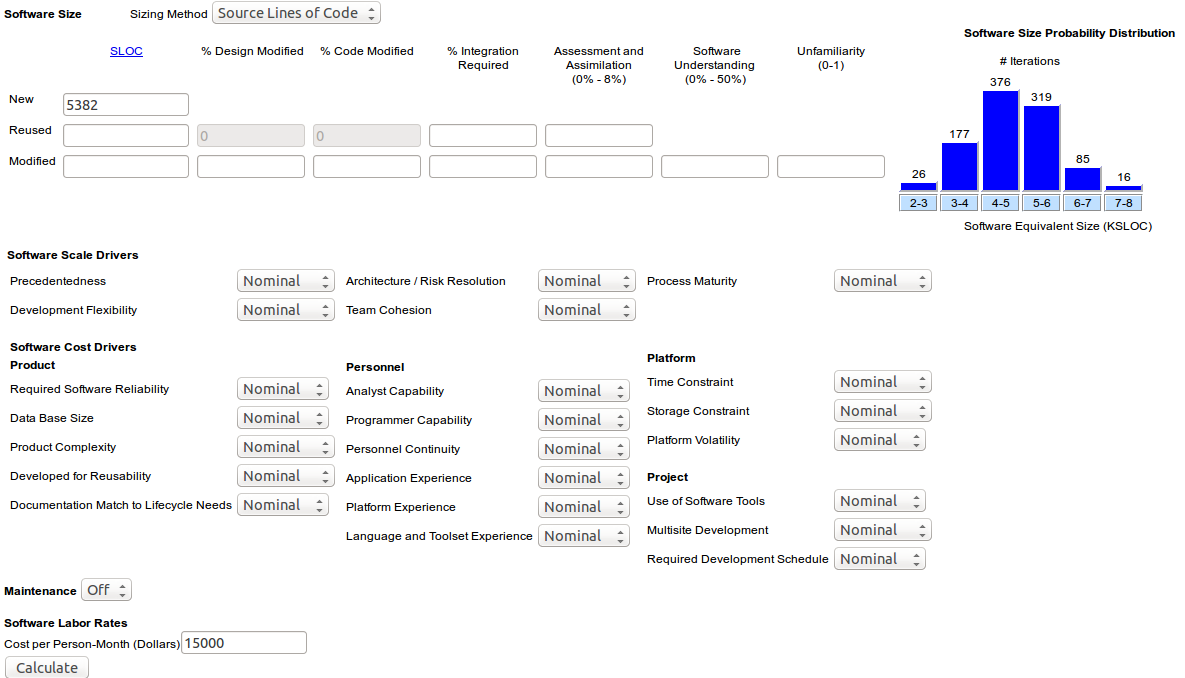 Software Size Sizing Method Source Lines of Code
SLOC % Design Modified % Code Modified % Integration Required Assessment and Assimilation (0% - 8%) Software Understanding (0% - 50%) Unfamiliarity (0-1)
New 5382
Reused 0 0
Modified
Software Size Probability Distribution
# Iterations
376
319
177
85
26
16
2-3 3-4 4-5 5-6 6-7 7-8
Software Equivalent Size (KSLOC)
Software Scale Drivers
Precedentedness Nominal Architecture / Risk Resolution Nominal Process Maturity Nominal
Development Flexibility Nominal Team Cohesion Nominal
Software Cost Drivers
Product
Required Software Reliability Nominal
Data Base Size Nominal
Product Complexity Nominal
Developed for Reusability Nominal
Documentation Match to Lifecycle Needs Nominal
Personnel
Analyst Capability Nominal
Programmer Capability Nominal
Personnel Continuity Nominal
Application Experience Nominal
Platform Experience Nominal
Language and Toolset Experience Nominal
Platform
Time Constraint Nominal
Storage Constraint Nominal
Platform Volatility Nominal
Project
Use of Software Tools Nominal
Multisite Development Nominal
Required Development Schedule Nominal
Maintenance Off
Software Labor Rates
Cost per Person-Month (Dollars) 15000
Calculate